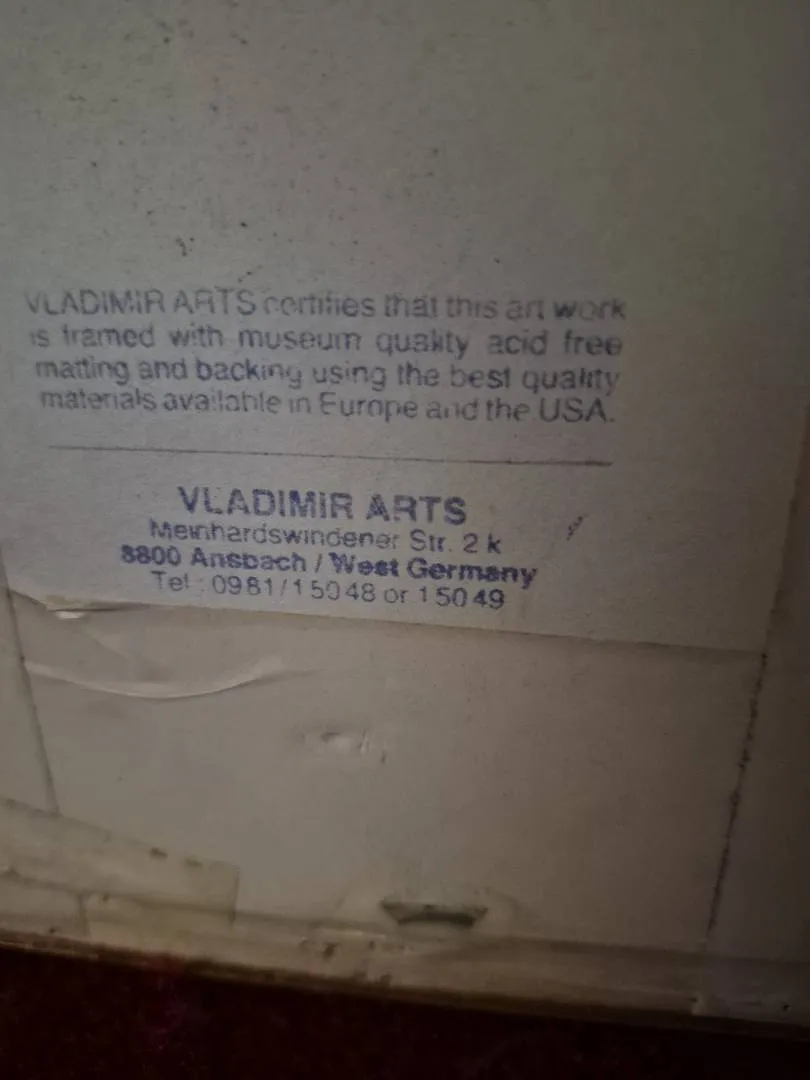 VLADIMIR ARTS certifies that this art work
is framed with museum quality acid free
matting and backing using the best quality
materials available in Europe and the USA.
VLADIMIR ARTS
Meinhardswindener Str. 2 k
8800 Ansbach / West Germany
Tel.: 0981/15048 or 15049